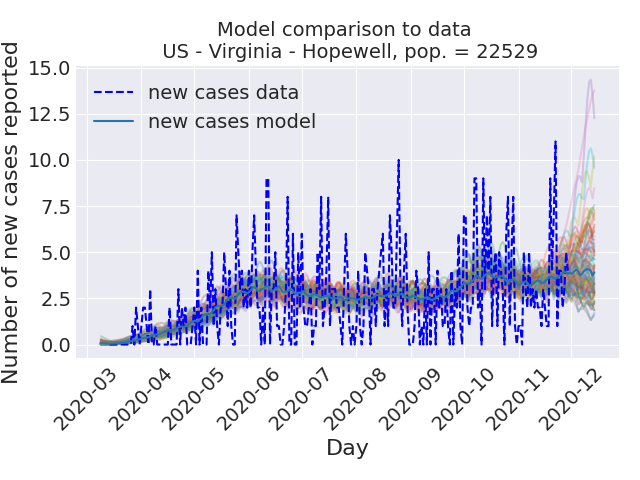 Model comparison to data
US - Virginia - Hopewell, pop. = 22529
Number of new cases reported
15.0
12.5
10.0
7.5
5.0
2.5
0.0
new cases data
new cases model
2020-03
2020-04
2020-05
2020-06
2020-07
2020-08
2020-09
2020-10
2020-11
2020-12
Day